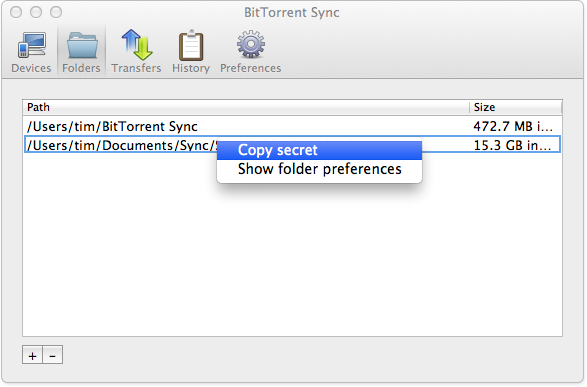 BitTorrent Sync
Devices Folders Transfers History Preferences
Path Size
/Users/tim/BitTorrent Sync 472.7 MB i...
/Users/tim/Documents/Sync/ 15.3 GB in...
Copy secret
Show folder preferences
+ -